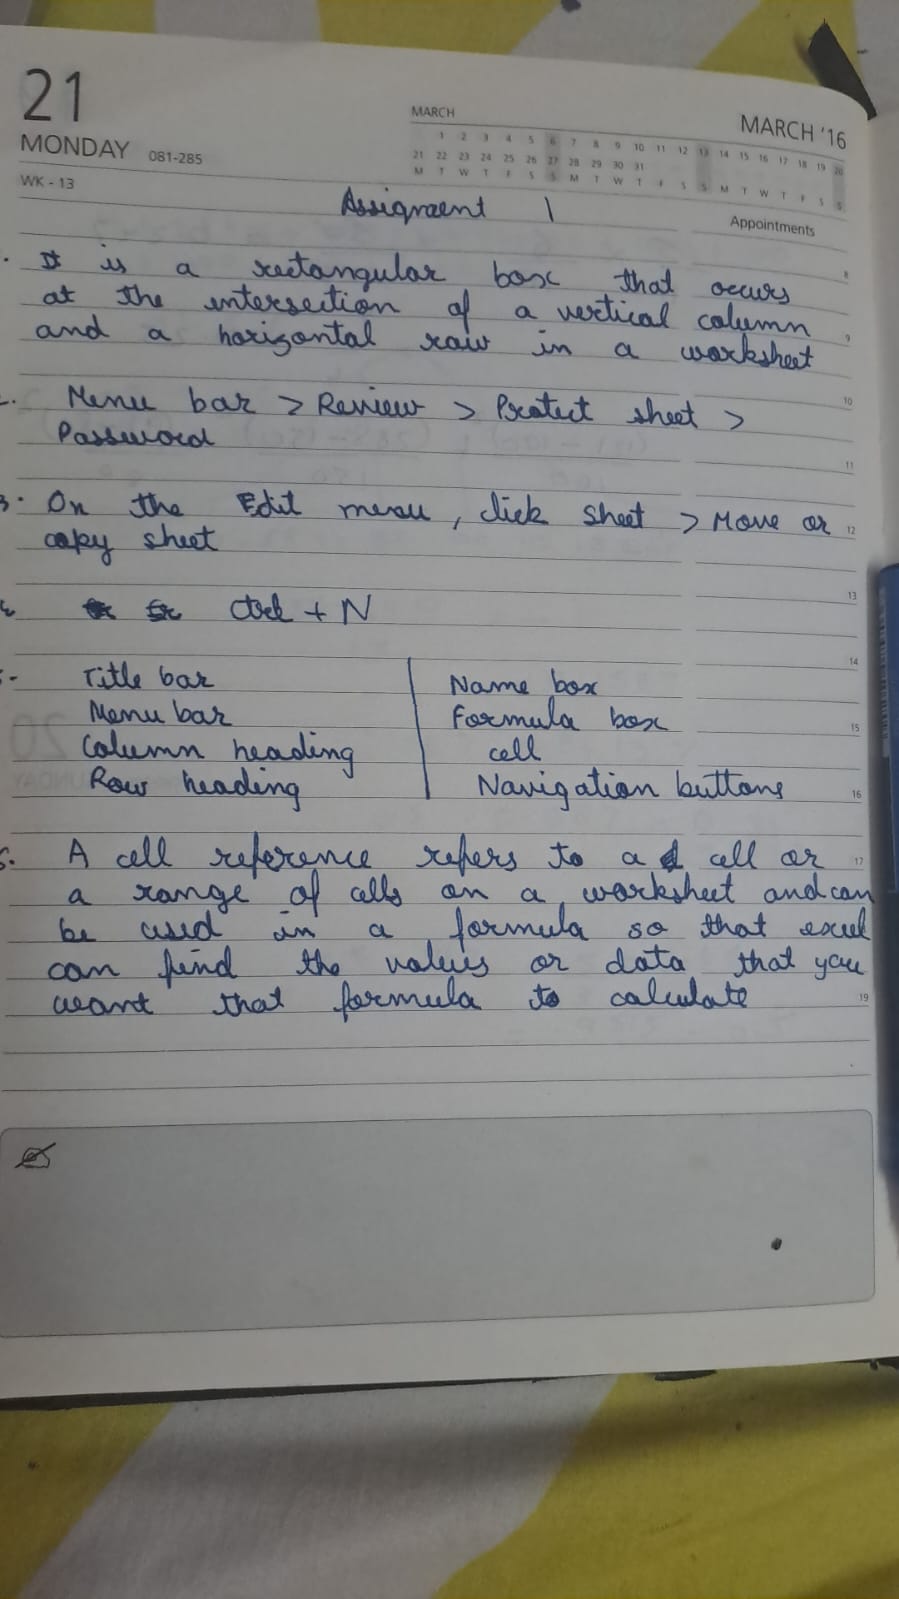 21
MONDAY 081-285
WK - 13
MARCH
1 2 3 4 5 6 7 8 9 10 11 12 13 14 15 16 17 18 19 20
21 22 23 24 25 26 27 28 29 30 31
M T W T F S S M T W T F S S M T W T F S S
MARCH '16
Assignment 1
Appointments
8
. It is a rectangular box that occurs
at the intersection of a vertical column
9
and a horizontal raw in a worksheet
10
Menu bar > Review > Protect sheet >
Password
11
3. On the Edit menu, click sheet > Move or
12
copy sheet
13
Ctrl + N
14
Title bar | Name box
Menu bar | Formula box
15
Column heading | cell
Row heading | Navigation buttons
16
A cell reference refers to a cell or
17
a range of cells on a worksheet and can
be used in a formula so that excel
can find the values or data that you
want that formula to calculate
19